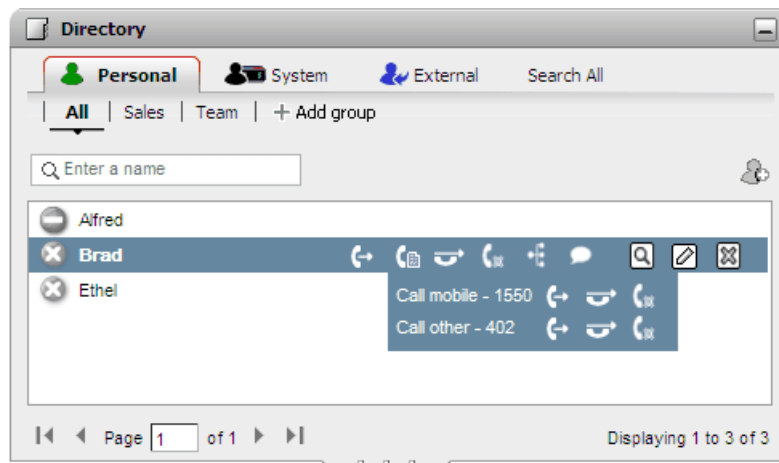 Directory
Personal System External Search All
All Sales Team + Add group
Enter a name
Alfred
Brad
Ethel
Call mobile - 1550
Call other - 402
Page 1 of 1 Displaying 1 to 3 of 3